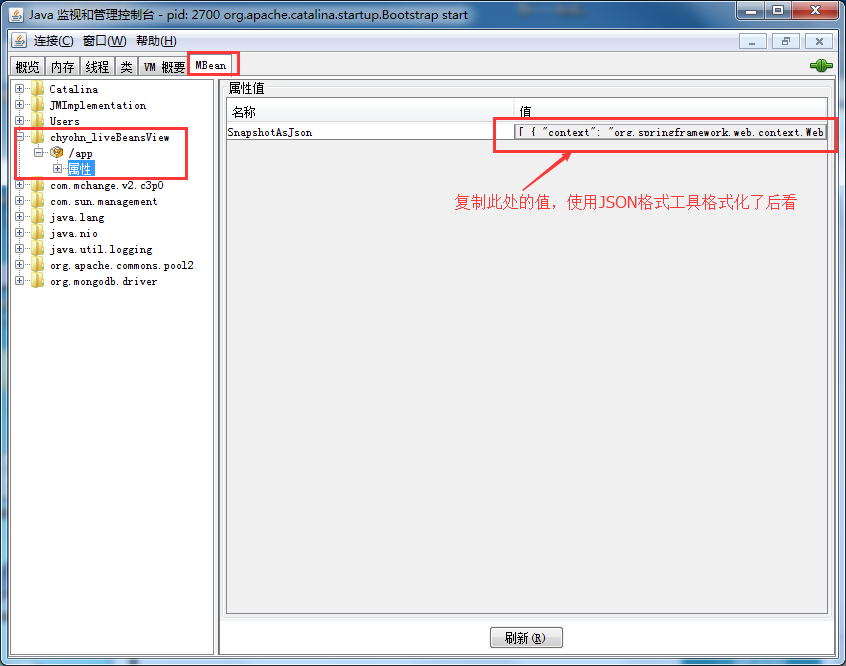 Java 监视和管理控制台 - pid: 2700 org.apache.catalina.startup.Bootstrap start
连接(C) 窗口(W) 帮助(H)
概览 内存 线程 类 VM 概要 MBean
Catalina
JMImplementation
Users
chyohn_liveBeansView
/app
属性
com.mchange.v2.c3p0
com.sun.management
java.lang
java.nio
java.util.logging
org.apache.commons.pool2
org.mongodb.driver
属性值
名称 值
SnapshotAsJson [ { "context": "org.springframework.web.context.Web
复制此处的值，使用JSON格式工具格式化了后看
刷新(R)